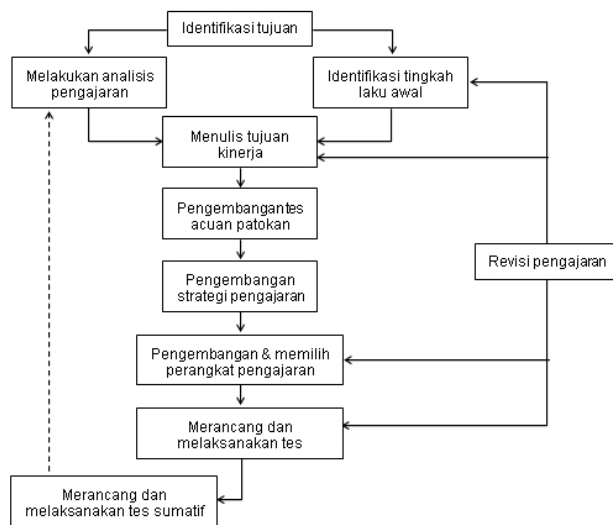 Identifikasi tujuan
Melakukan analisis
pengajaran
Identifikasi tingkah
laku awal
Menulis tujuan
kinerja
Pengembangantes
acuan patokan
Pengembangan
strategi pengajaran
Revisi pengajaran
Pengembangan & memilih
perangkat pengajaran
Merancang dan
melaksanakan tes
Merancang dan
melaksanakan tes sumatif